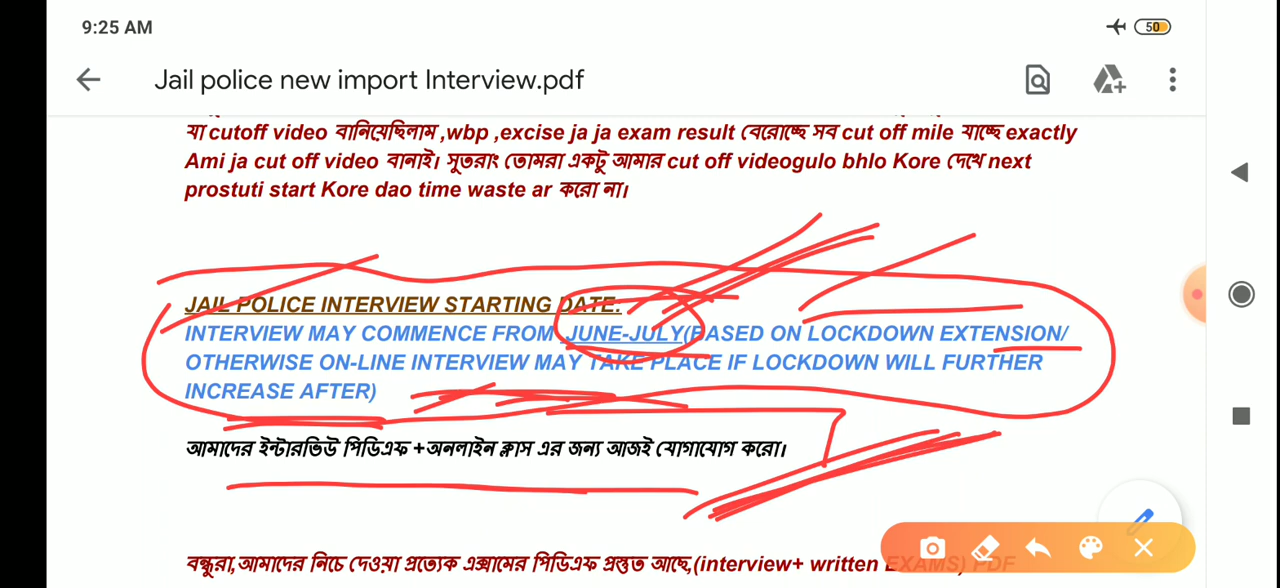 9:25 AM
50
Jail police new import Interview.pdf
যা cutoff video বানিয়েছিলাম ,wbp ,excise ja ja exam result বেরোচ্ছে সব cut off mile যাচ্ছে exactly
Ami ja cut off video বানাই। সুতরাং তোমরা একটু আমার cut off videogulo bhlo Kore দেখে next
prostuti start Kore dao time waste ar করো না।
JAIL POLICE INTERVIEW STARTING DATE:
INTERVIEW MAY COMMENCE FROM JUNE-JULY(BASED ON LOCKDOWN EXTENSION/
OTHERWISE ON-LINE INTERVIEW MAY TAKE PLACE IF LOCKDOWN WILL FURTHER
INCREASE AFTER)
আমাদের ইন্টারভিউ পিডিএফ +অনলাইন ক্লাস এর জন্য আজই যোগাযোগ করো।
বন্ধুরা,আমাদের নিচে দেওয়া প্রত্যেক এক্সামের পিডিএফ প্রস্তুত আছে,(interview+ written EXAMS) PDF